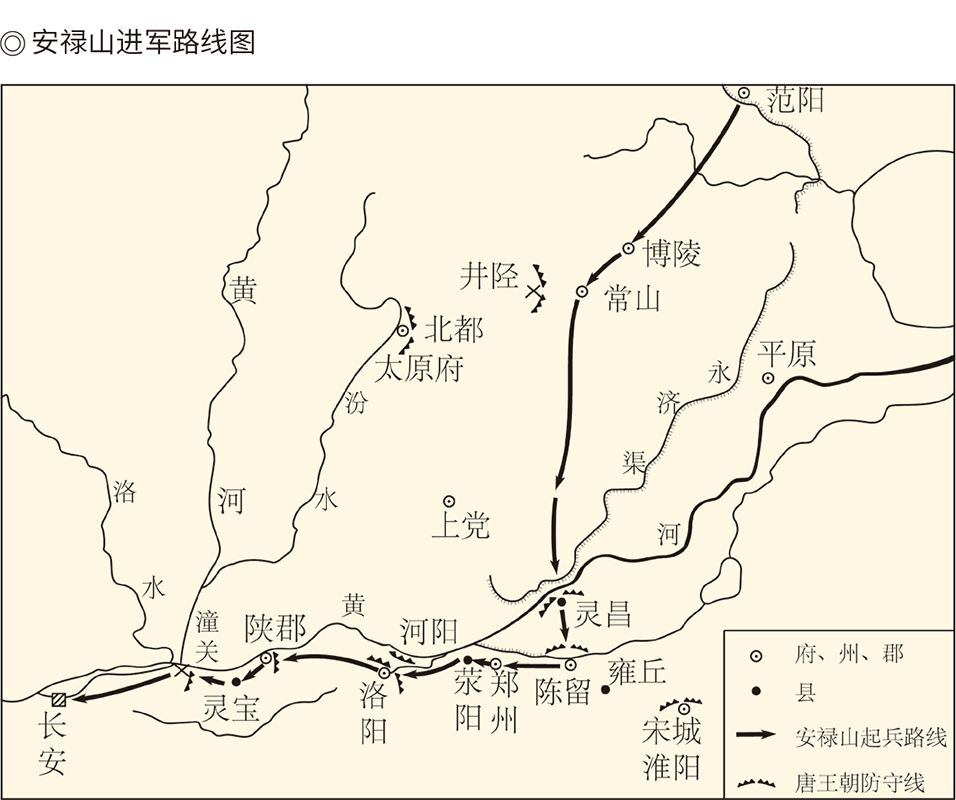 ◎ 安禄山进军路线图
范阳
博陵
常山
井陉
北都
太原府
平原
黄
河
汾
水
永
济
渠
洛
水
上党
河
黄
潼
关
陕郡
河阳
灵昌
灵宝
洛
阳
荥
阳
郑
州
陈留
雍丘
宋城
淮阳
长
安
府、州、郡
县
安禄山起兵路线
唐王朝防守线